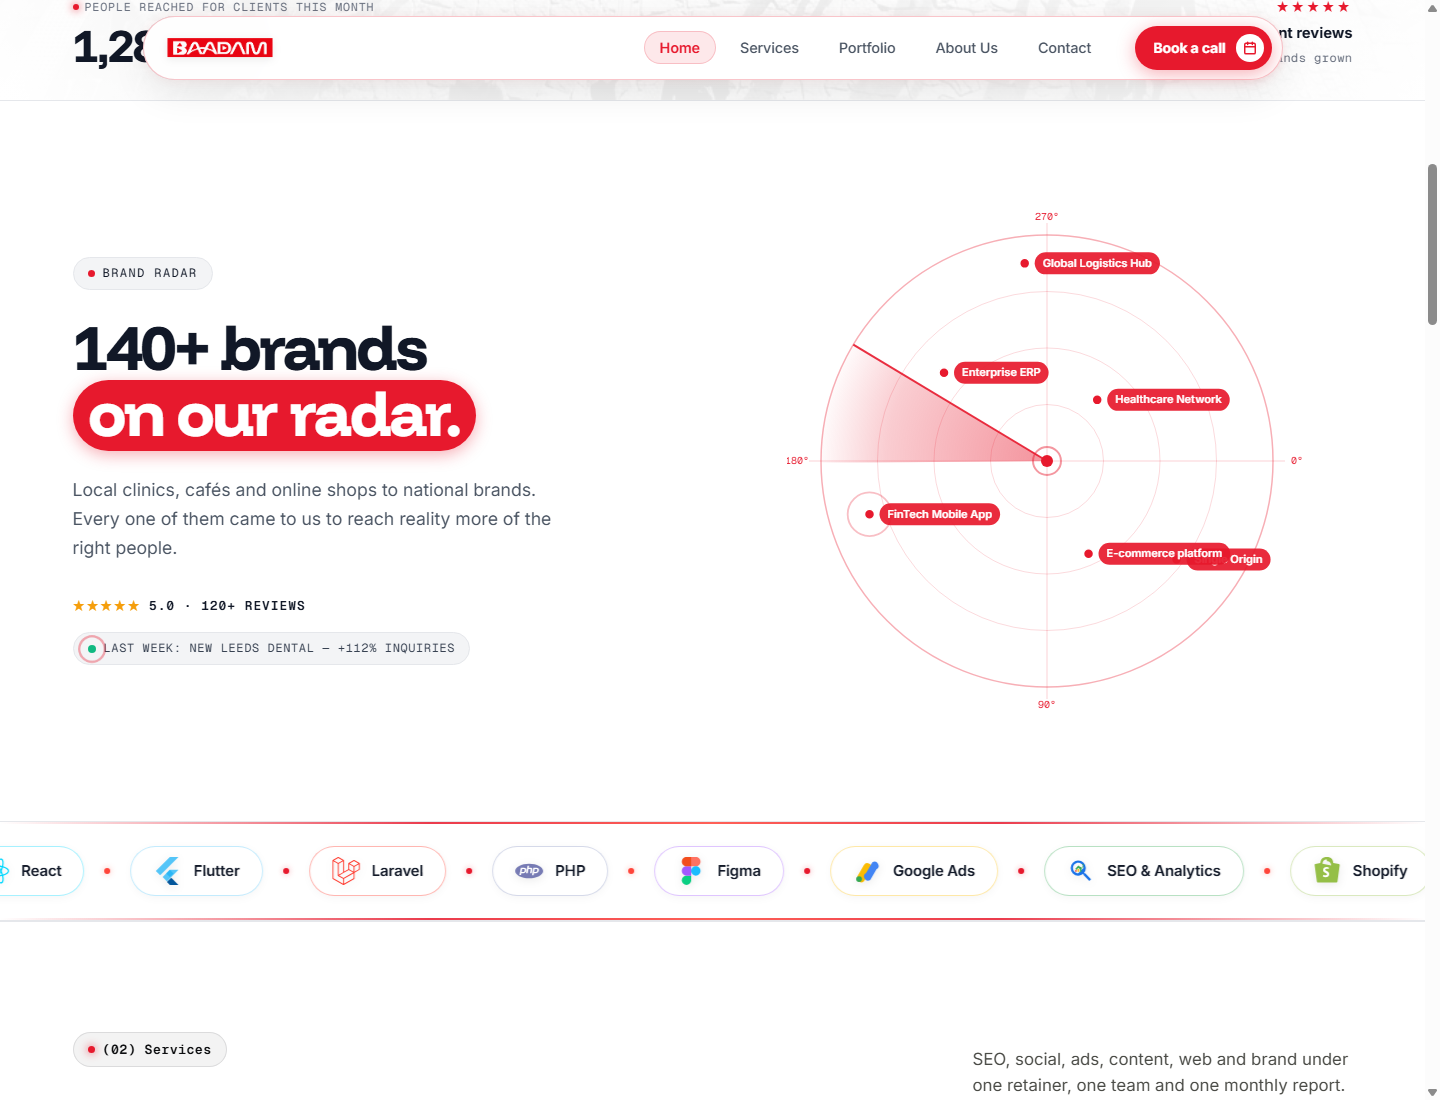 PEOPLE REACHED FOR CLIENTS THIS MONTH
1,28
BAADAM
Home
Services
Portfolio
About Us
Contact
Book a call
nt reviews
nds grown
BRAND RADAR
140+ brands
on our radar.
Local clinics, cafés and online shops to national brands.
Every one of them came to us to reach reality more of the
right people.
★★★★★ 5.0 · 120+ REVIEWS
LAST WEEK: NEW LEEDS DENTAL — +112% INQUIRIES
270°
Global Logistics Hub
Enterprise ERP
Healthcare Network
180°
0°
FinTech Mobile App
E-commerce platform
Origin
90°
React
Flutter
Laravel
php
PHP
Figma
Google Ads
SEO & Analytics
Shopify
(02) Services
SEO, social, ads, content, web and brand under
one retainer, one team and one monthly report.